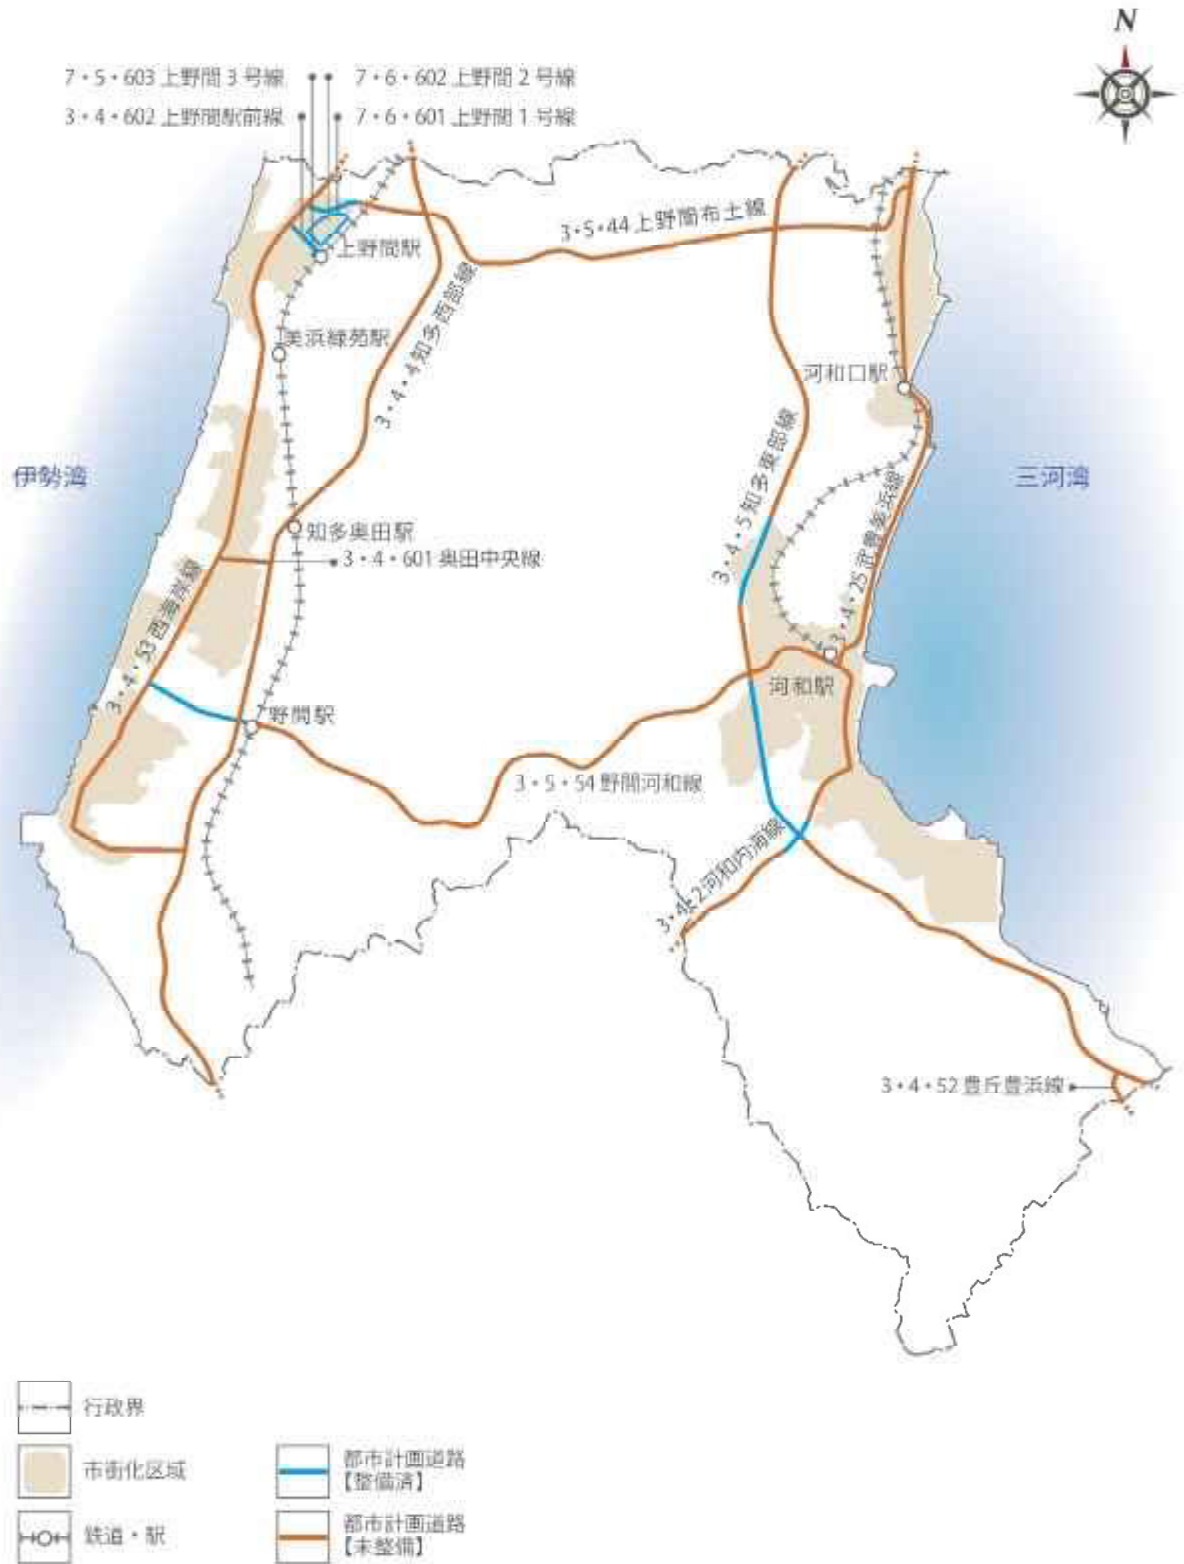 N
7・5・603 上野間3号線
7・6・602 上野間2号線
3・4・602 上野間駅前線
7・6・601 上野間1号線
3・5・44 上野間布土線
上野間駅
美浜緑苑駅
3・4・4 知多西部線
河和口駅
伊勢湾
三河湾
3・4・5 知多東部線
知多奥田駅
3・4・601 奥田中央線
3・4・25 武豊美浜線
3・4・53 西海岸線
河和駅
野間駅
3・5・54 野間河和線
3・4・2 河和内海線
3・4・52 豊丘豊浜線
行政界
市街化区域
都市計画道路
【整備済】
鉄道・駅
都市計画道路
【未整備】